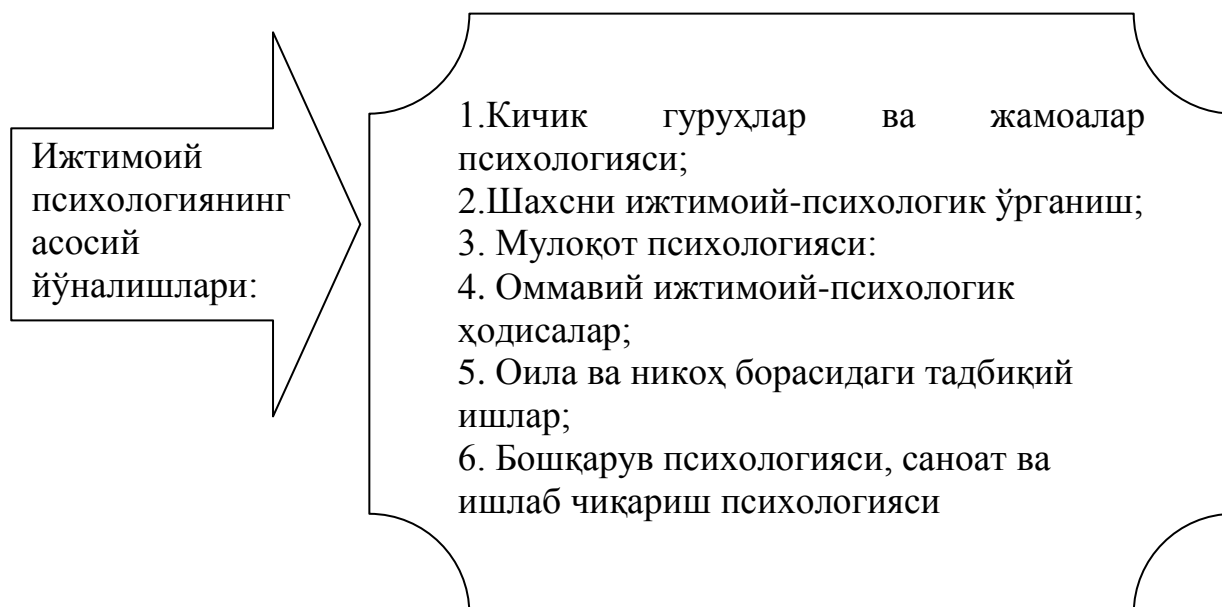 Ижтимоий
психологиянинг
асосий
йўналишлари:
1.Кичик гуруҳлар ва жамоалар
психологияси;
2.Шахсни ижтимоий-психологик ўрганиш;
3. Мулоқот психологияси:
4. Оммавий ижтимоий-психологик
ҳодисалар;
5. Оила ва никоҳ борасидаги тадбиқий
ишлар;
6. Бошқарув психологияси, саноат ва
ишлаб чиқариш психологияси